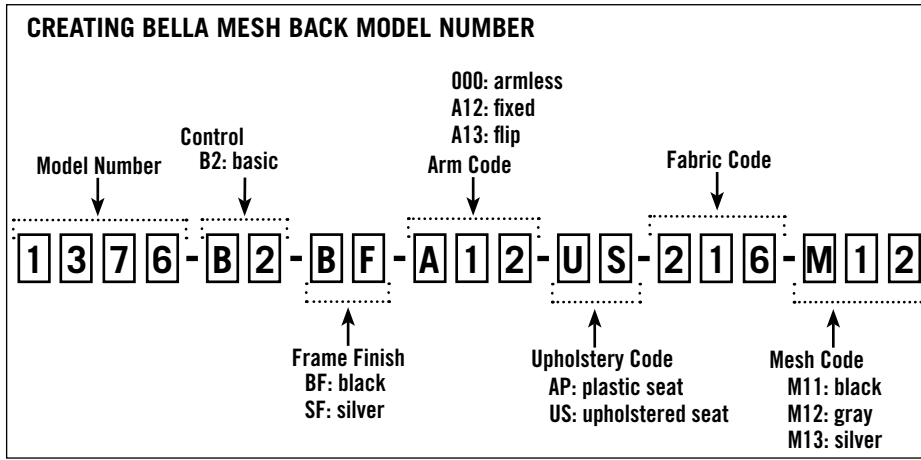 CREATING BELLA MESH BACK MODEL NUMBER
000: armless
A12: fixed
A13: flip
Arm Code
Control
B2: basic
Model Number
Fabric Code
1376-B2-BF-A12-US-216-M12
Frame Finish
BF: black
SF: silver
Upholstery Code
AP: plastic seat
US: upholstered seat
Mesh Code
M11: black
M12: gray
M13: silver